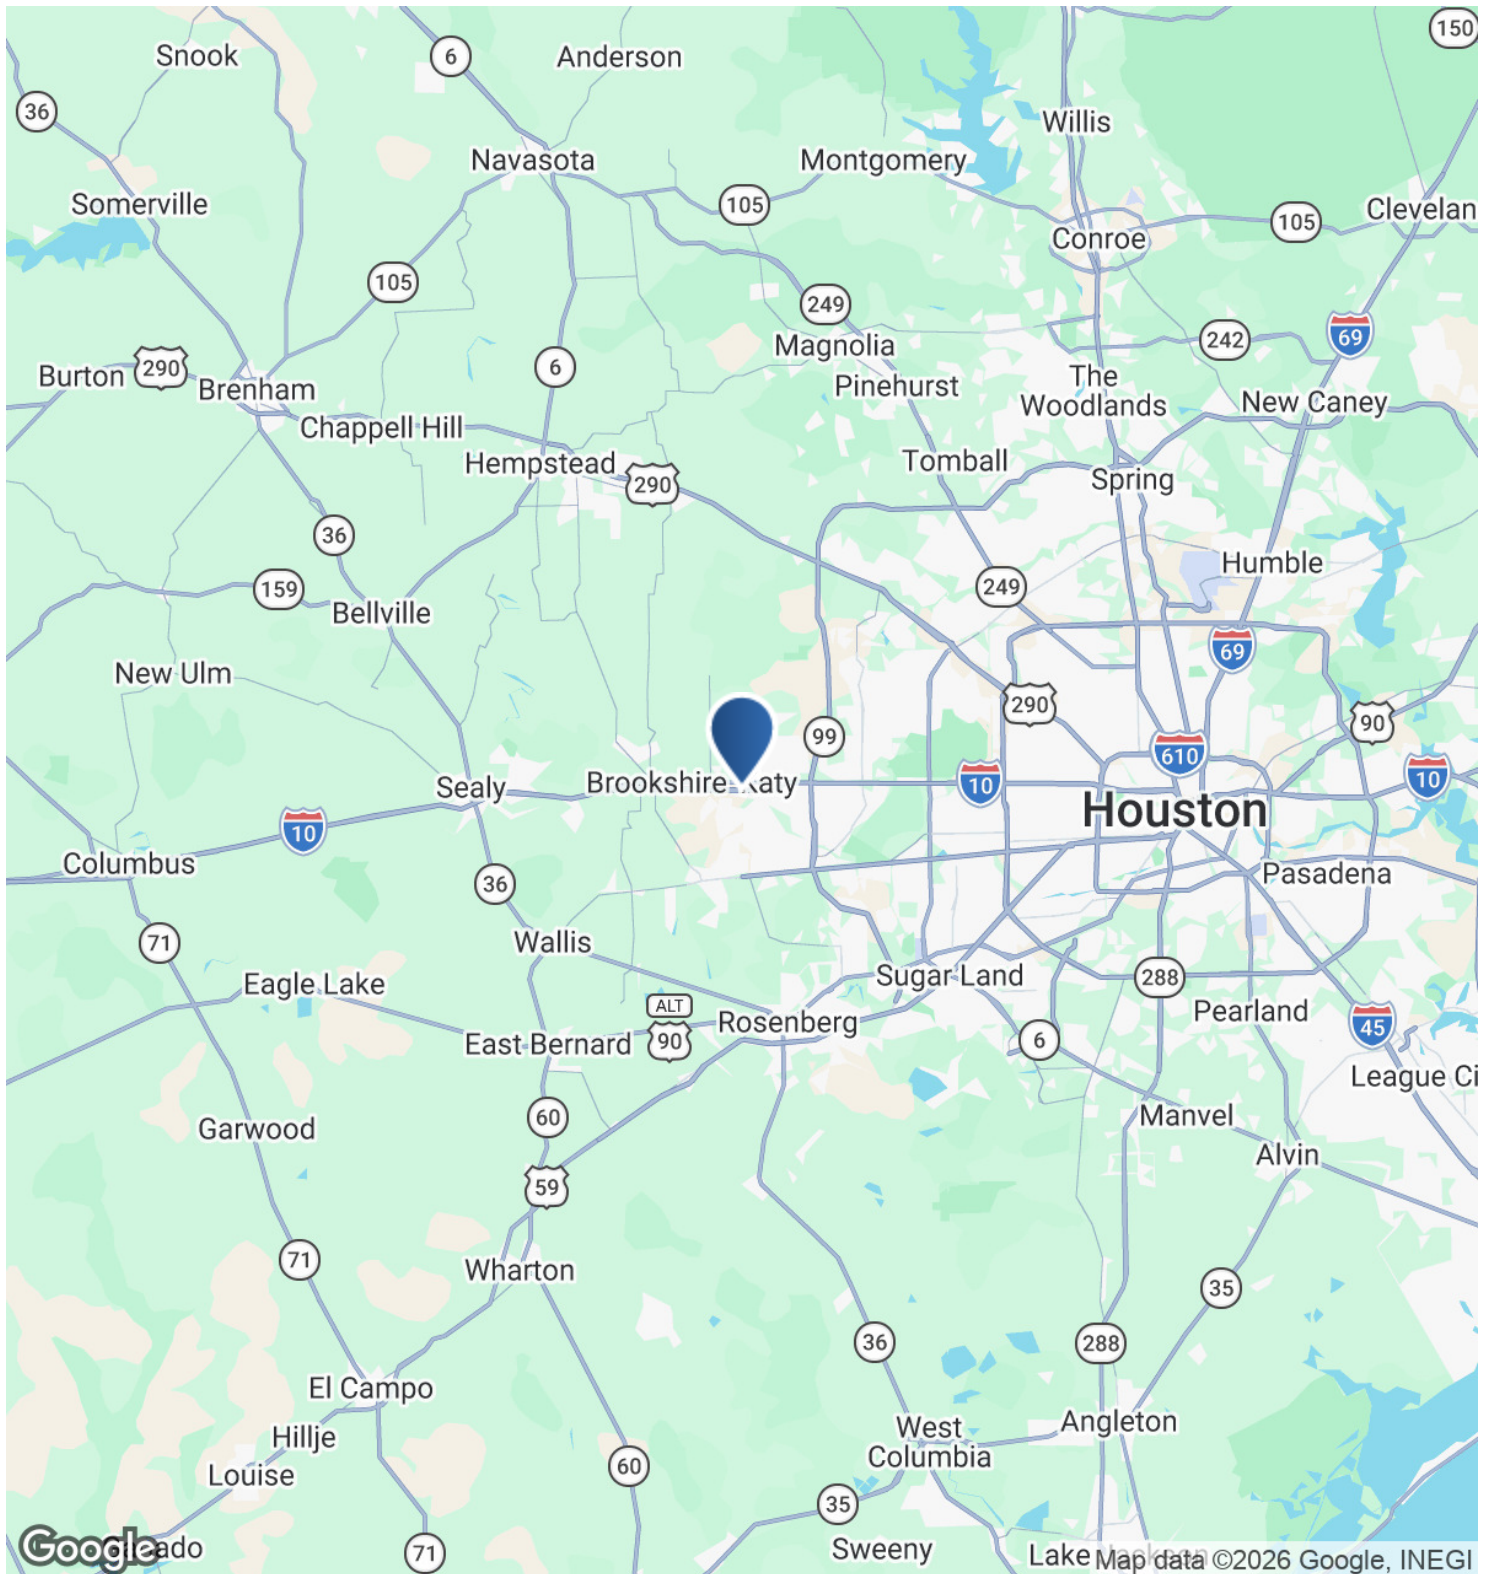 150
Snook
6
Anderson
36
Willis
Navasota
Montgomery
Somerville
105
105
Clevelan
Conroe
105
249
69
242
Magnolia
6
290
Burton
Brenham
Pinehurst
The
Woodlands
New Caney
Chappell Hill
Hempstead
290
Tomball
Spring
36
Humble
159
249
Bellville
69
New Ulm
290
90
99
610
Sealy
Brookshire
Katy
10
10
Houston
10
Columbus
36
Pasadena
71
Wallis
Eagle Lake
Sugar Land
288
ALT
90
Rosenberg
Pearland
45
East Bernard
6
League Ci
60
Manvel
Garwood
Alvin
59
71
Wharton
35
36
288
El Campo
Hillje
West
Columbia
Angleton
Louise
60
35
Google
ado
71
Sweeny
Lake
Map data ©2026 Google, INEGI